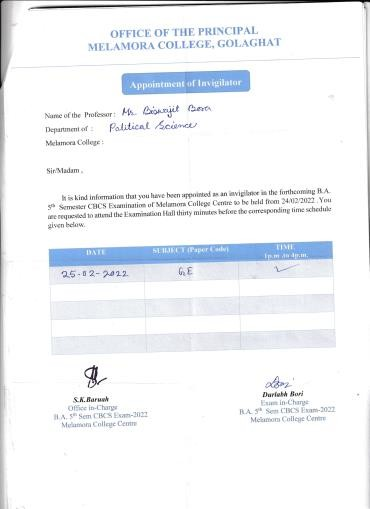 OFFICE OF THE PRINCIPAL
MELAMORA COLLEGE, GOLAGHAT
Appointment of Invigilator
Name of the Professor : Mr. Biswajit Bora
Department of : Political Science
Melamora College :
Sir/Madam ,
It is kind information that you have been appointed as an invigilator in the forthcoming B.A.
5th Semester CBCS Examination of Melamora College Centre to be held from 24/02/2022 .You
are requested to attend the Examination Hall thirty minutes before the corresponding time schedule
given below.
DATE SUBJECT (Paper Code) TIME
1p.m .to 4p.m.
25-02-2022 GE ✓
S.K.Baruah
Office in-Charge
B.A. 5th Sem CBCS Exam-2022
Melamora College Centre
Durlabh Bori
Exam in-Charge
B.A. 5th Sem CBCS Exam-2022
Melamora College Centre